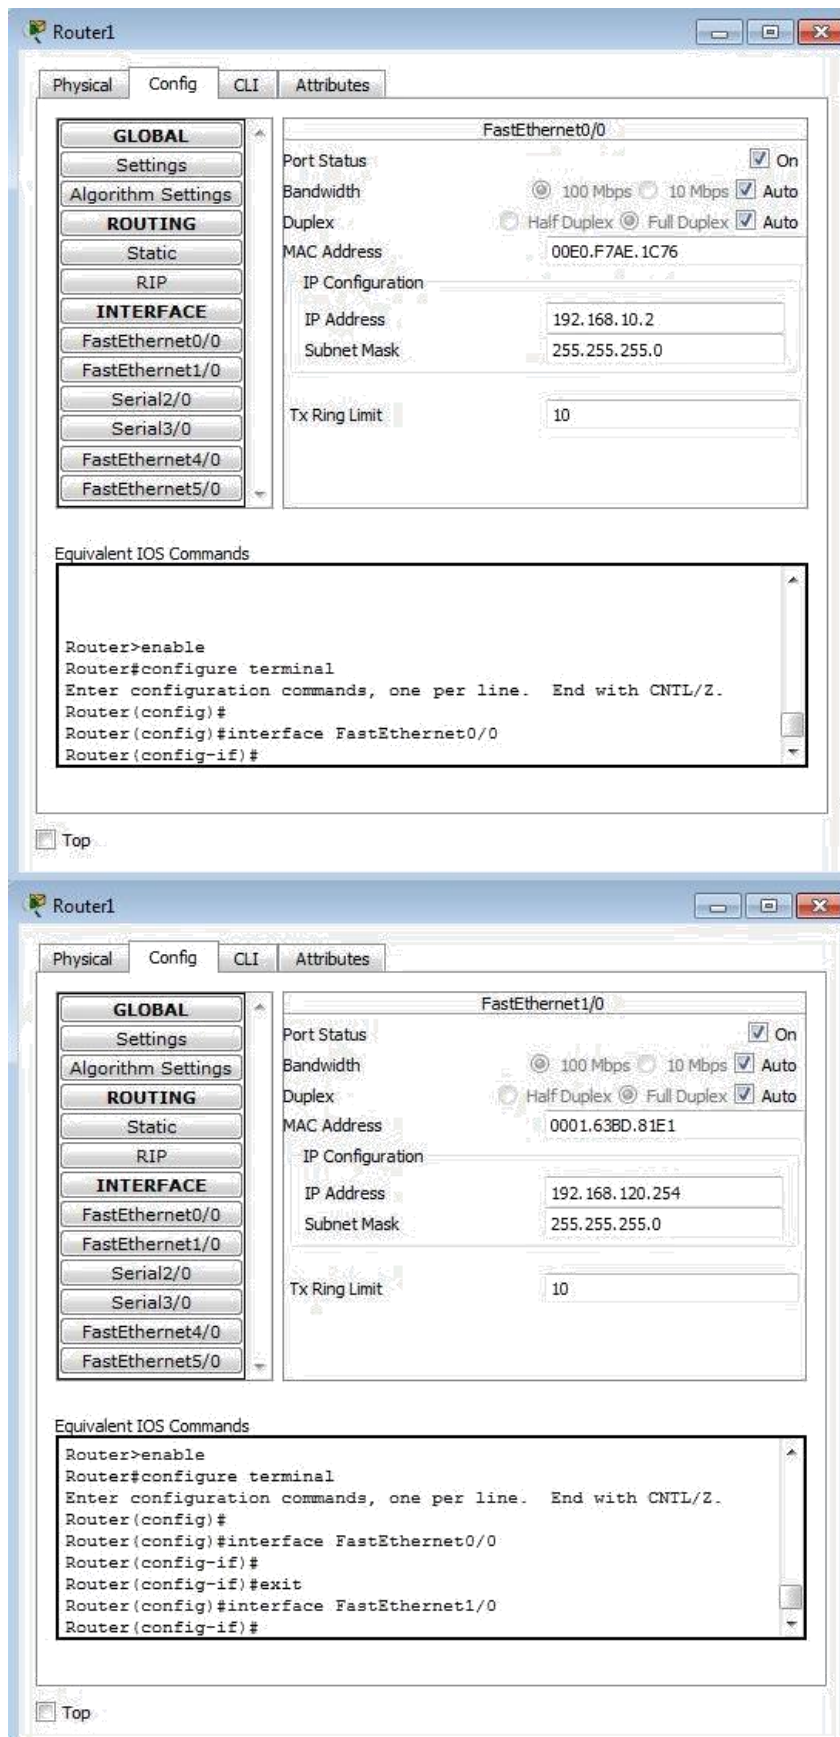 Router1
Physical Config CLI Attributes
GLOBAL
Settings
Algorithm Settings
ROUTING
Static
RIP
INTERFACE
FastEthernet0/0
FastEthernet1/0
Serial2/0
Serial3/0
FastEthernet4/0
FastEthernet5/0
FastEthernet0/0
Port Status On
Bandwidth 100 Mbps 10 Mbps Auto
Duplex Half Duplex Full Duplex Auto
MAC Address 00E0.F7AE.1C76
IP Configuration
IP Address 192.168.10.2
Subnet Mask 255.255.255.0
Tx Ring Limit 10
Equivalent IOS Commands
Router>enable
Router#configure terminal
Enter configuration commands, one per line. End with CNTL/Z.
Router(config)#
Router(config)#interface FastEthernet0/0
Router(config-if)#
Top
Router1
Physical Config CLI Attributes
GLOBAL
Settings
Algorithm Settings
ROUTING
Static
RIP
INTERFACE
FastEthernet0/0
FastEthernet1/0
Serial2/0
Serial3/0
FastEthernet4/0
FastEthernet5/0
FastEthernet1/0
Port Status On
Bandwidth 100 Mbps 10 Mbps Auto
Duplex Half Duplex Full Duplex Auto
MAC Address 0001.63BD.81E1
IP Configuration
IP Address 192.168.120.254
Subnet Mask 255.255.255.0
Tx Ring Limit 10
Equivalent IOS Commands
Router>enable
Router#configure terminal
Enter configuration commands, one per line. End with CNTL/Z.
Router(config)#
Router(config)#interface FastEthernet0/0
Router(config-if)#
Router(config-if)#exit
Router(config)#interface FastEthernet1/0
Router(config-if)#
Top